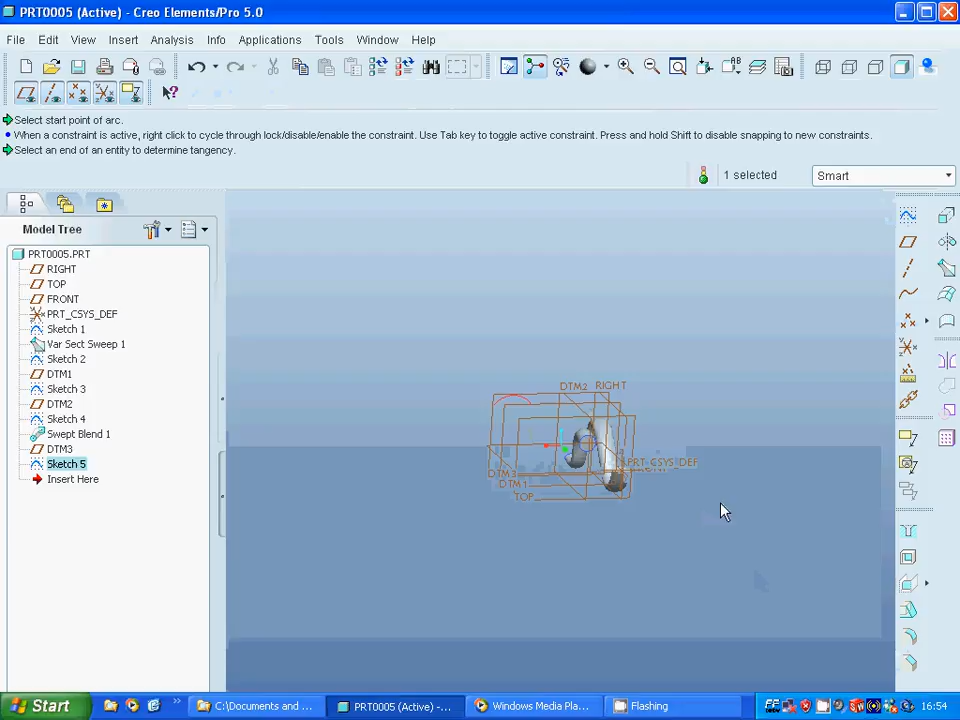 PRT0005 (Active) - Creo Elements/Pro 5.0
File Edit View Insert Analysis Info Applications Tools Window Help
Select start point of arc.
When a constraint is active, right click to cycle through lock/disable/enable the constraint. Use Tab key to toggle active constraint. Press and hold Shift to disable snapping to new constraints.
Select an end of an entity to determine tangency.
1 selected
Smart
Model Tree
PRT0005.PRT
RIGHT
TOP
FRONT
PRT_CSYS_DEF
Sketch 1
Var Sect Sweep 1
Sketch 2
DTM1
Sketch 3
DTM2
Sketch 4
Swept Blend 1
DTM3
Sketch 5
Insert Here
DTM2 RIGHT
PRT_CSYS_DEF
DTM3
DTM1
TOP
Start
C:\Documents and ...
PRT0005 (Active) -...
Windows Media Pla...
Flashing
16:54